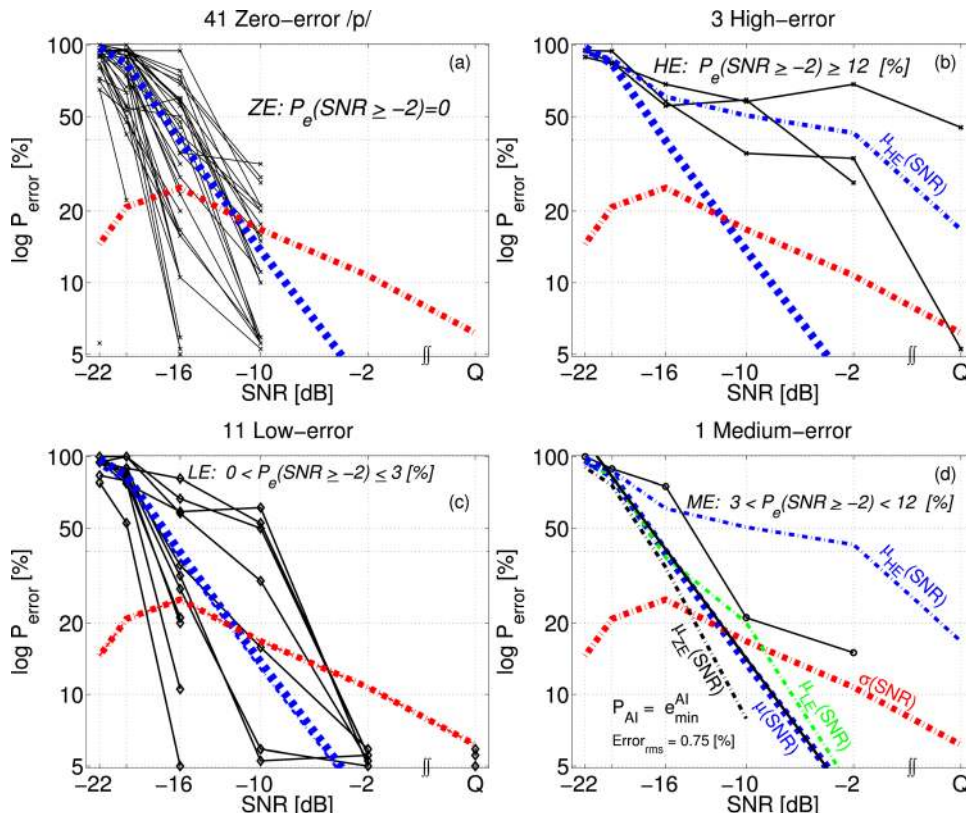 41 Zero−error /p/
3 High−error
100
(a)
ZE: P_e(SNR ≥ −2)=0
50
20
10
5
log P_error [%]
−22 −16 −10 −2 Q
SNR [dB]
100
HE: P_e(SNR ≥ −2) ≥ 12 [%]
(b)
50
μ_HE(SNR)
20
10
5
log P_error [%]
−22 −16 −10 −2 Q
SNR [dB]
11 Low−error
1 Medium−error
100
LE: 0 < P_e(SNR ≥ −2) ≤ 3 [%]
(c)
50
20
10
5
log P_error [%]
−22 −16 −10 −2 Q
SNR [dB]
100
(d)
ME: 3 < P_e(SNR ≥ −2) < 12 [%]
50
μ_HE(SNR)
20
μ_ZE(SNR)
μ(SNR)
μ_LE(SNR)
σ(SNR)
10
P_AI = e_min^AI
Error_rms = 0.75 [%]
5
log P_error [%]
−22 −16 −10 −2 Q
SNR [dB]